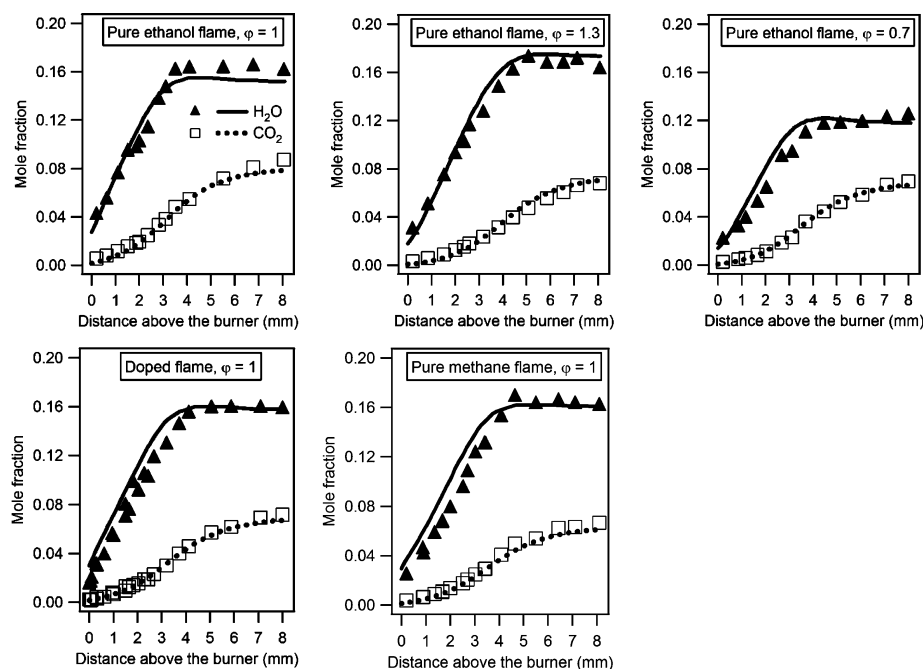 Pure ethanol flame, φ = 1
Mole fraction
0.20
0.16
0.12
0.08
0.04
0.00
H₂O
CO₂
0 1 2 3 4 5 6 7 8
Distance above the burner (mm)
Pure ethanol flame, φ = 1.3
Mole fraction
0.20
0.16
0.12
0.08
0.04
0.00
0 1 2 3 4 5 6 7 8
Distance above the burner (mm)
Pure ethanol flame, φ = 0.7
Mole fraction
0.20
0.16
0.12
0.08
0.04
0.00
0 1 2 3 4 5 6 7 8
Distance above the burner (mm)
Doped flame, φ = 1
Mole fraction
0.20
0.16
0.12
0.08
0.04
0.00
0 1 2 3 4 5 6 7 8
Distance above the burner (mm)
Pure methane flame, φ = 1
Mole fraction
0.20
0.16
0.12
0.08
0.04
0.00
0 1 2 3 4 5 6 7 8
Distance above the burner (mm)